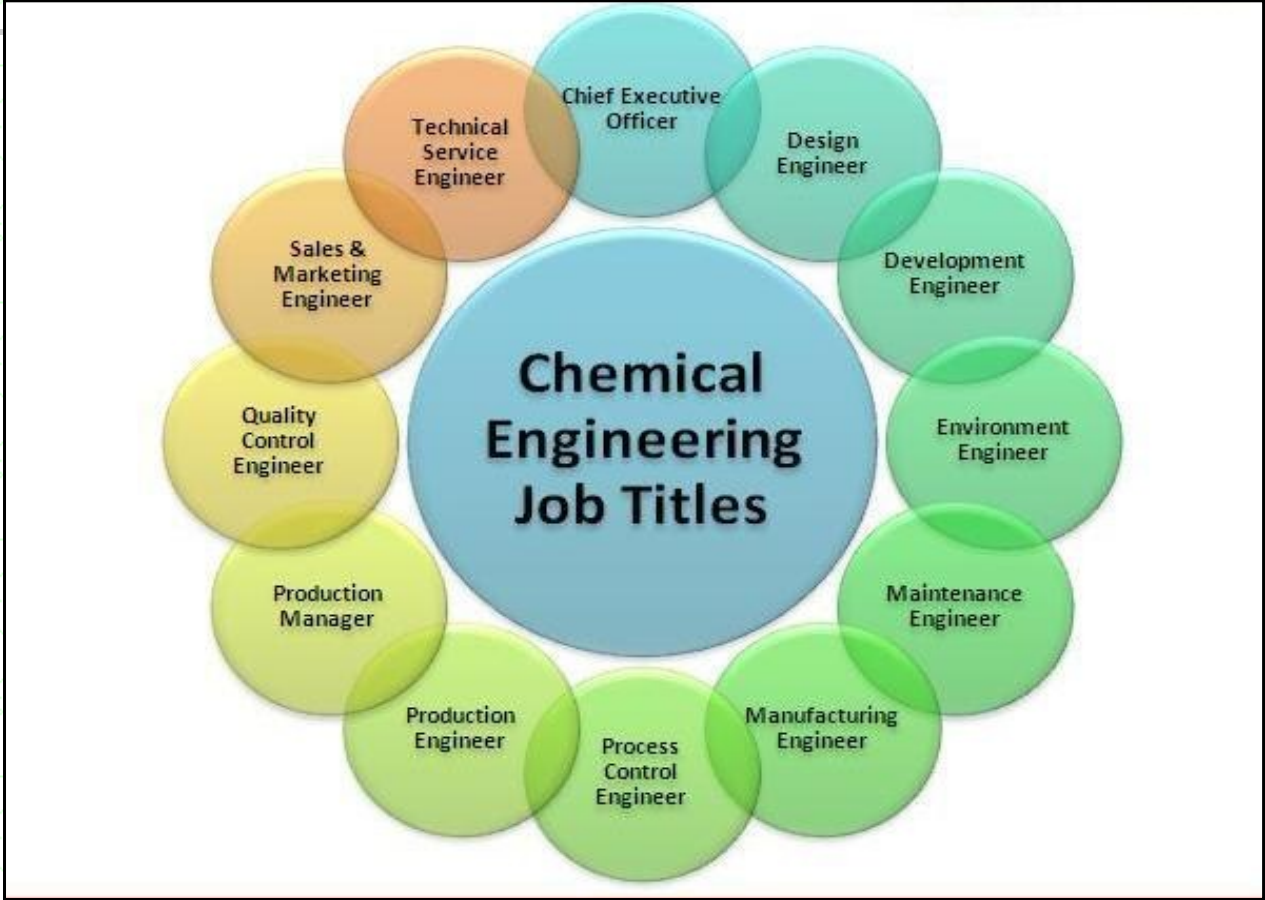 Chemical
Engineering
Job Titles
Chief Executive
Officer
Design
Engineer
Development
Engineer
Environment
Engineer
Maintenance
Engineer
Manufacturing
Engineer
Process
Control
Engineer
Production
Engineer
Production
Manager
Quality
Control
Engineer
Sales &
Marketing
Engineer
Technical
Service
Engineer